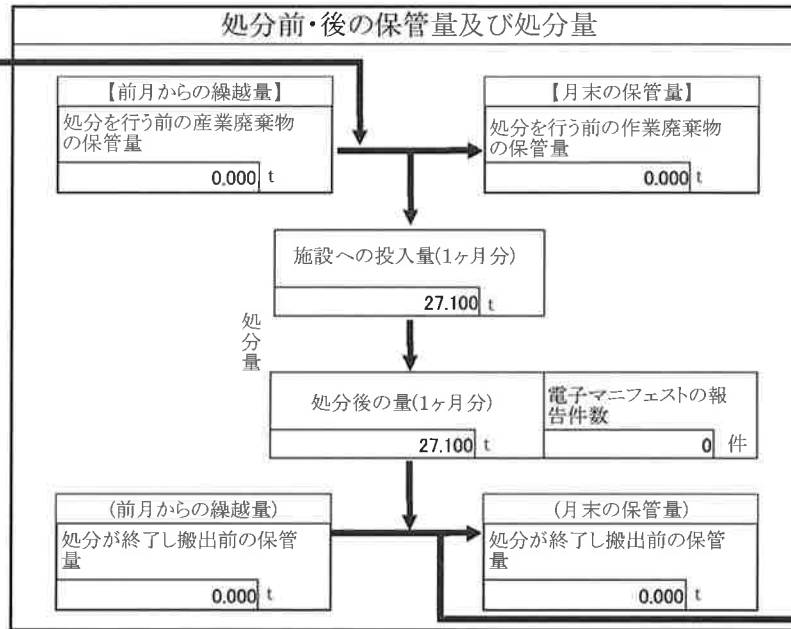 処分前・後の保管量及び処分量
【前月からの繰越量】
処分を行う前の産業廃棄物
の保管量
0.000 t
【月末の保管量】
処分を行う前の作業廃棄物
の保管量
0.000 t
施設への投入量(1ヶ月分)
27.100 t
処分量
処分後の量(1ヶ月分)
27.100 t
電子マニフェストの報
告件数
0 件
(前月からの繰越量)
処分が終了し搬出前の保管
量
0.000 t
(月末の保管量)
処分が終了し搬出前の保管
量
0.000 t